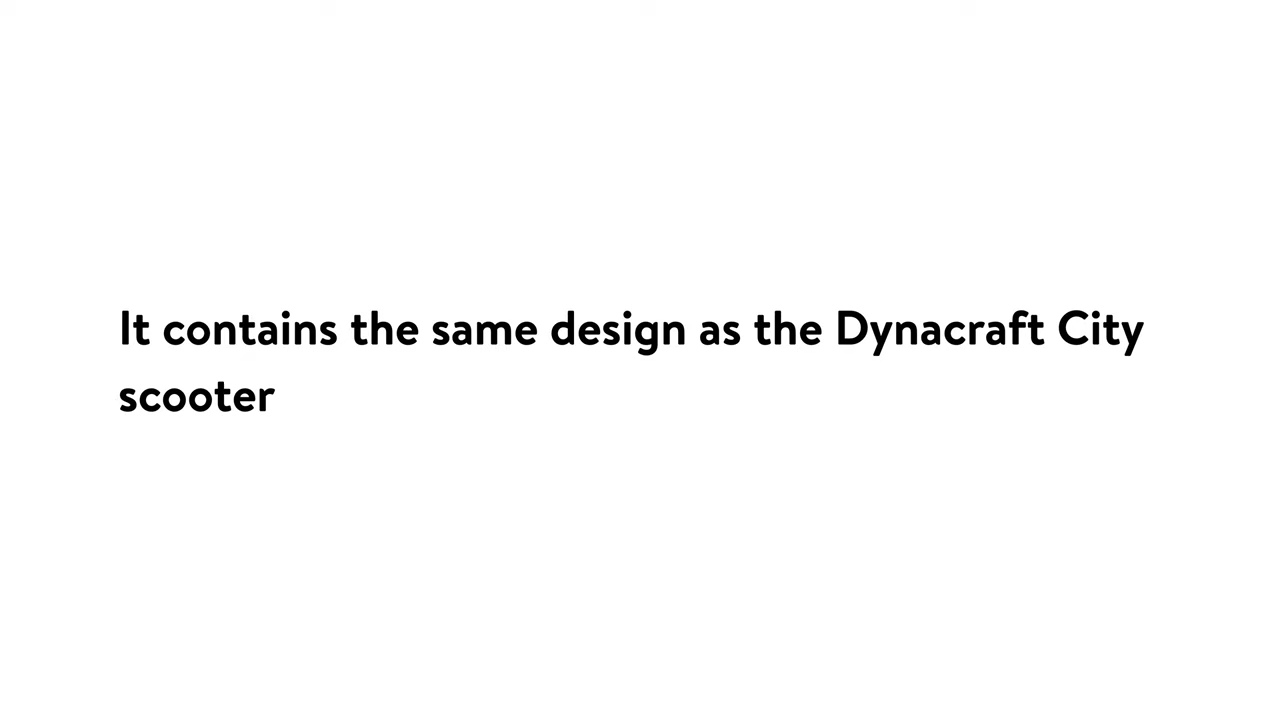 It contains the same design as the Dynacraft City
scooter